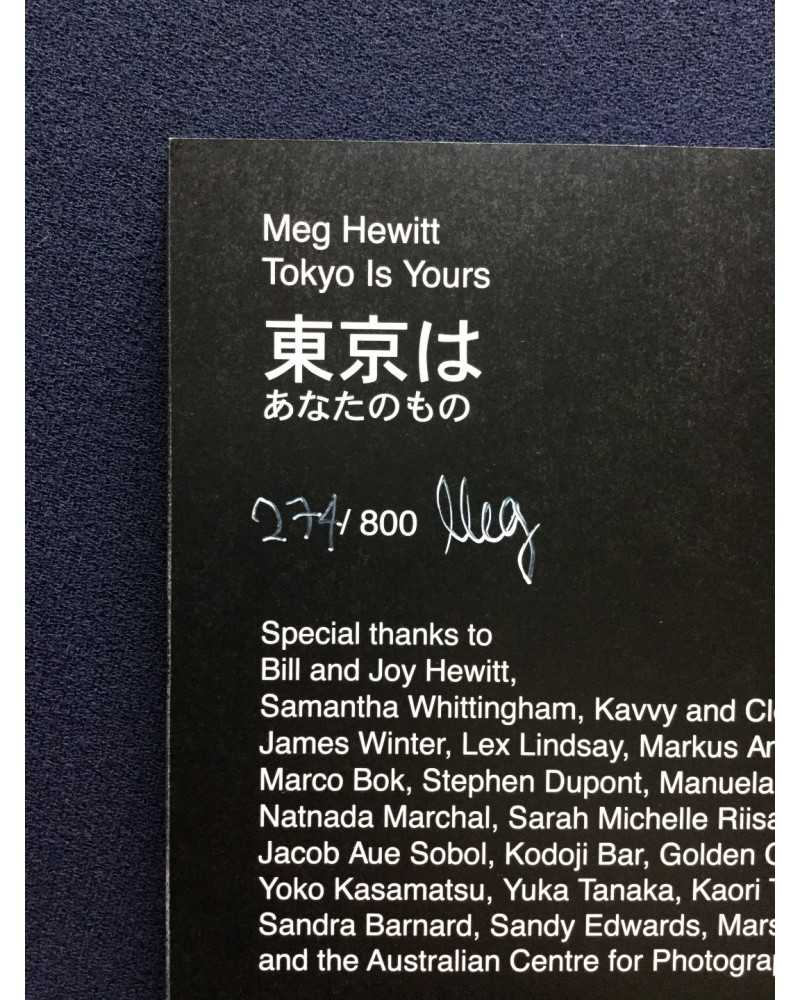 Meg Hewitt
Tokyo Is Yours
東京は
あなたのもの
274/ 800 Meg
Special thanks to
Bill and Joy Hewitt,
Samantha Whittingham, Kavvy and
James Winter, Lex Lindsay, Markus
Marco Bok, Stephen Dupont, Manuela
Natnada Marchal, Sarah Michelle
Jacob Aue Sobol, Kodoji Bar, Golden
Yoko Kasamatsu, Yuka Tanaka, Kaori
Sandra Barnard, Sandy Edwards,
and the Australian Centre for